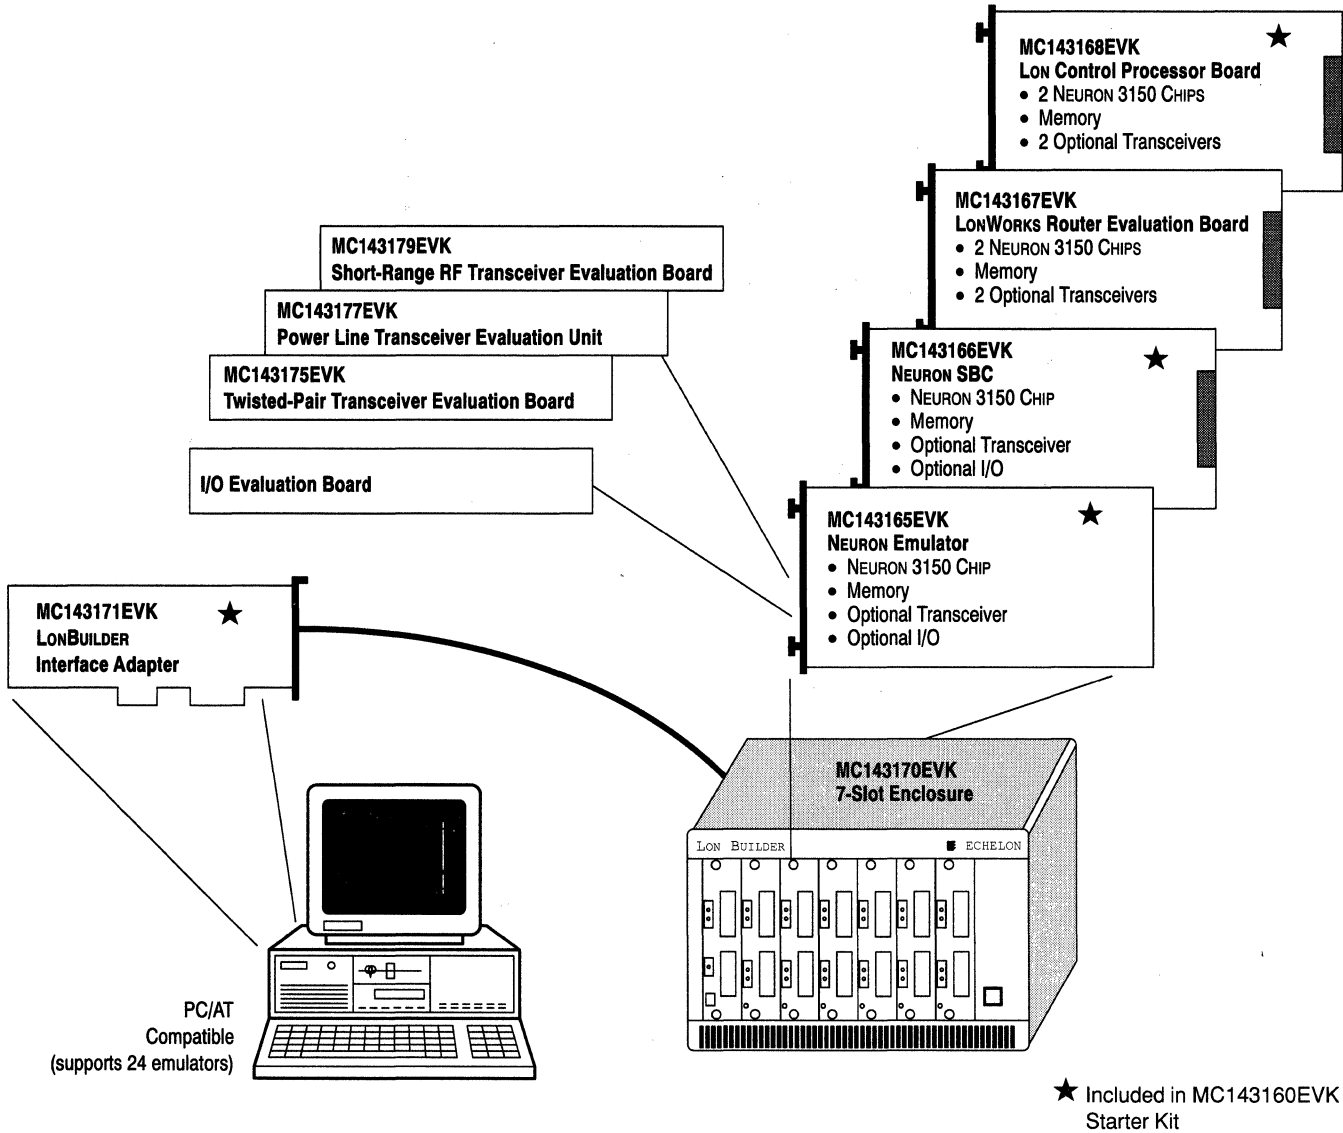 MC143168EVK
LON Control Processor Board
• 2 NEURON 3150 CHIPS
• Memory
• 2 Optional Transceivers
MC143167EVK
LONWORKS Router Evaluation Board
• 2 NEURON 3150 CHIPS
• Memory
• 2 Optional Transceivers
MC143179EVK
Short-Range RF Transceiver Evaluation Board
MC143177EVK
Power Line Transceiver Evaluation Unit
MC143175EVK
Twisted-Pair Transceiver Evaluation Board
I/O Evaluation Board
MC143166EVK
NEURON SBC
• NEURON 3150 CHIP
• Memory
• Optional Transceiver
• Optional I/O
MC143165EVK
NEURON Emulator
• NEURON 3150 CHIP
• Memory
• Optional Transceiver
• Optional I/O
MC143171EVK
LONBUILDER
Interface Adapter
MC143170EVK
7-Slot Enclosure
LON BUILDER
ECHELON
PC/AT
Compatible
(supports 24 emulators)
★ Included in MC143160EVK
Starter Kit